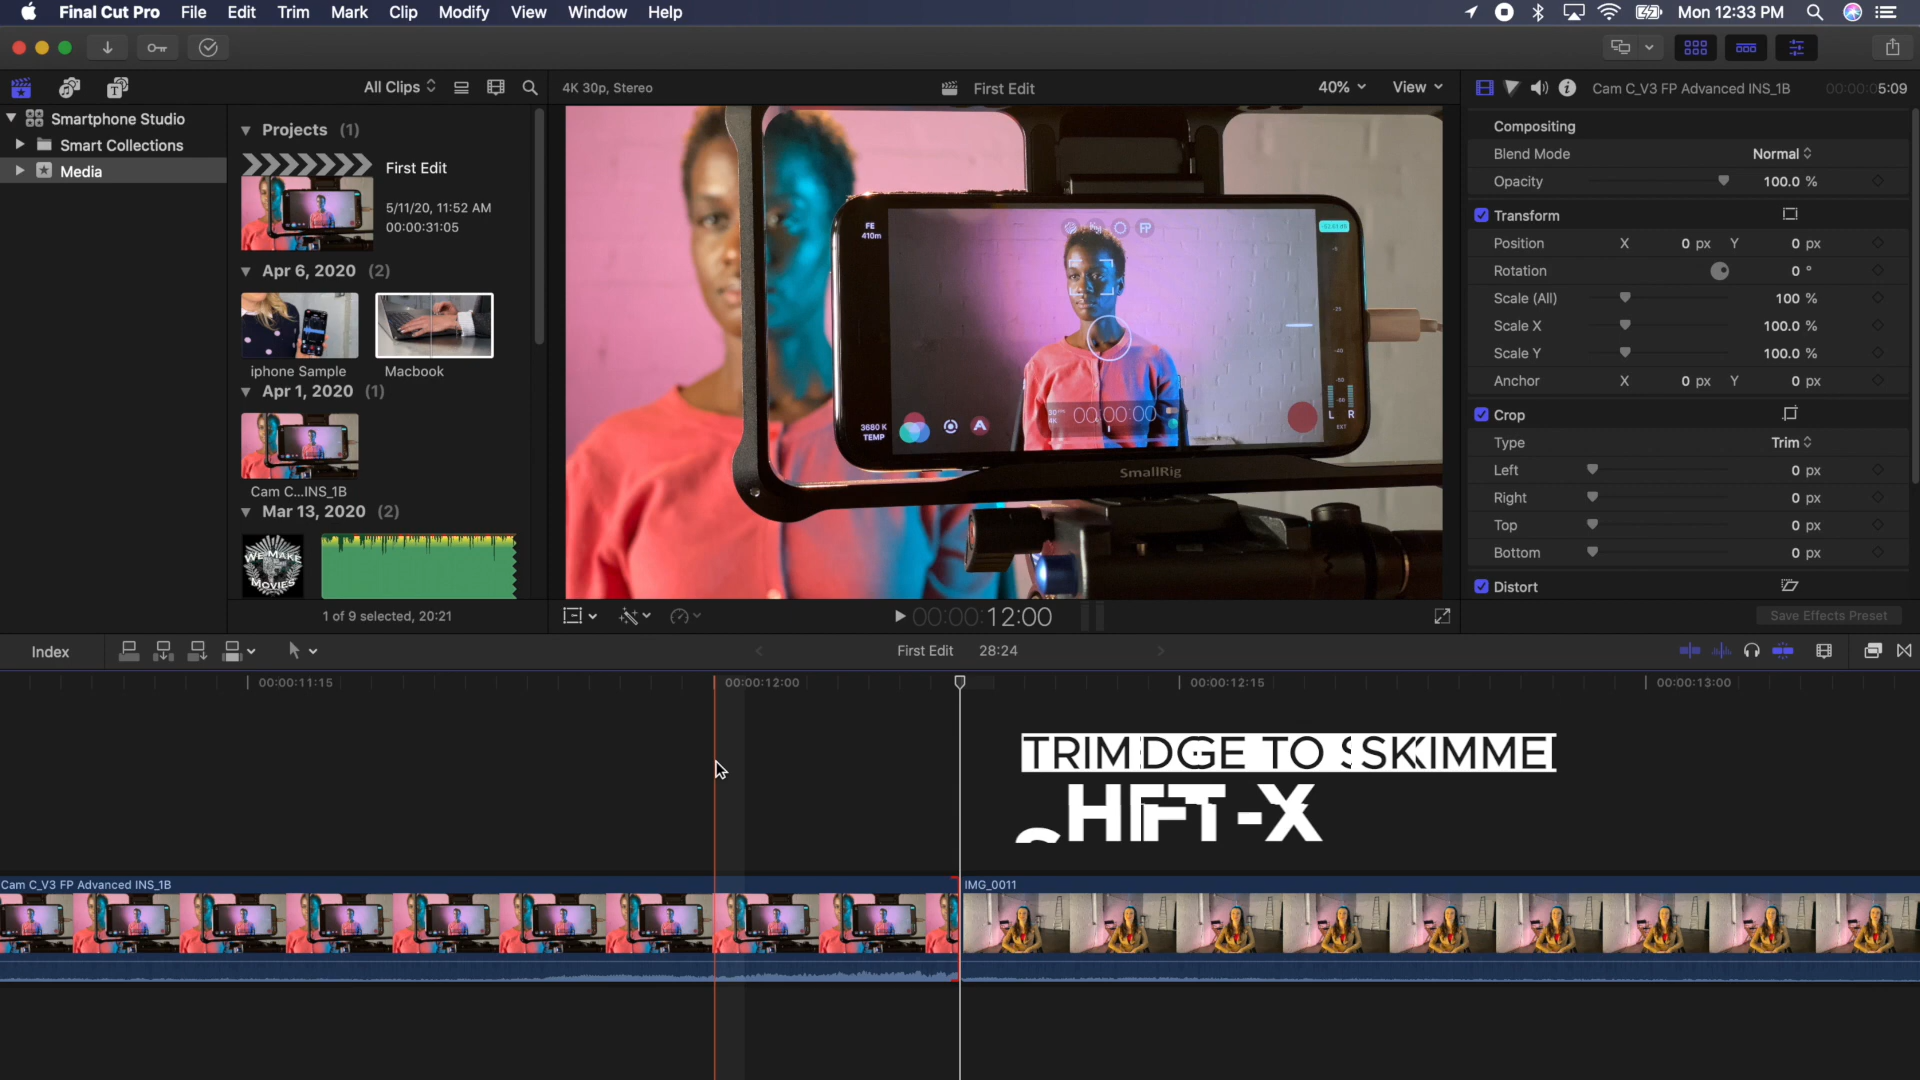 Final Cut Pro File Edit Trim Mark Clip Modify View Window Help Mon 12:33 PM
All Clips 4K 30p, Stereo First Edit 40% View Cam C_V3 FP Advanced INS_1B 00:00:05:09
Smartphone Studio
Smart Collections
Media
Projects (1)
First Edit
5/11/20, 11:52 AM
00:00:31:05
Apr 6, 2020 (2)
iphone Sample Macbook
Apr 1, 2020 (1)
Cam C...INS_1B
Mar 13, 2020 (2)
WE MAKE
MOVIES
1 of 9 selected, 20:21
FE
410m
FP
3680 K
TEMP
A
00:00:00
L R
EXT
SmallRig
00:00:00:12:00
Compositing
Blend Mode Normal
Opacity 100.0 %
Transform
Position X 0 px Y 0 px
Rotation 0 °
Scale (All) 100 %
Scale X 100.0 %
Scale Y 100.0 %
Anchor X 0 px Y 0 px
Crop
Type Trim
Left 0 px
Right 0 px
Top 0 px
Bottom 0 px
Distort
Save Effects Preset
Index First Edit 28:24
00:00:11:15 00:00:12:00 00:00:12:15 00:00:13:00
TRIM TO
-X
Cam C_V3 FP Advanced INS_1B IMG_0011